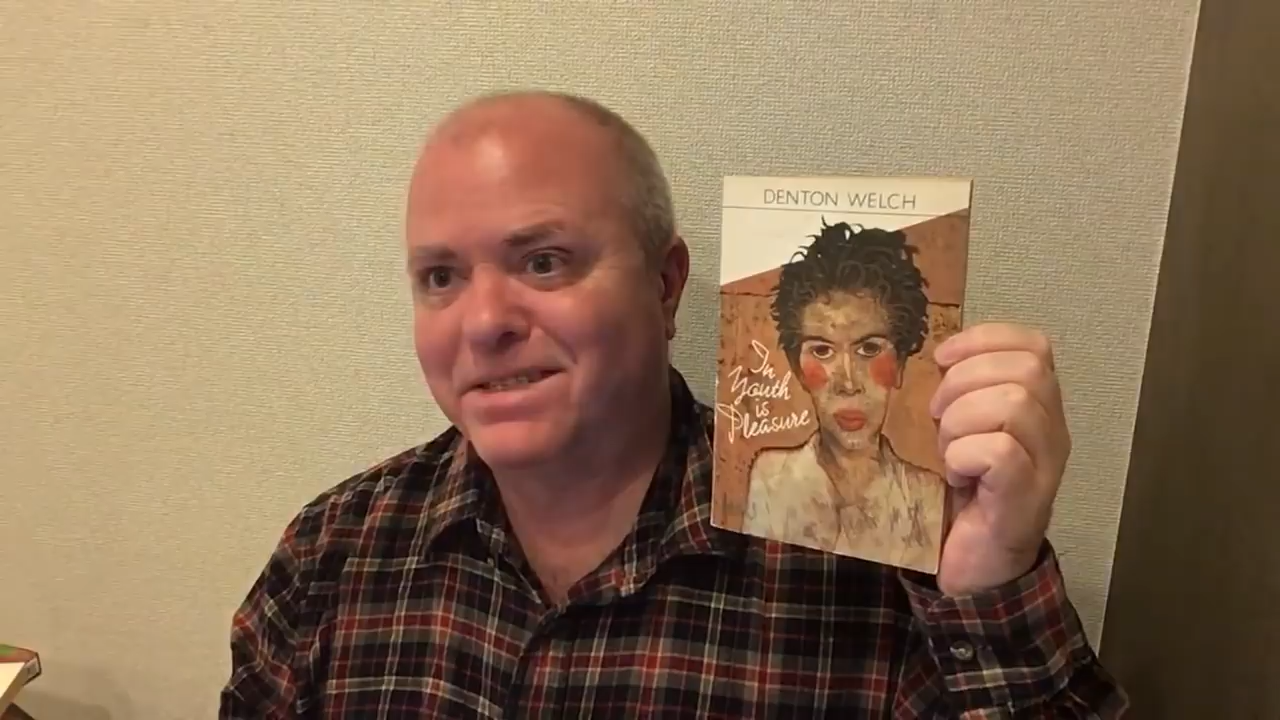 DENTON WELCH
In
Youth
is
Pleasure